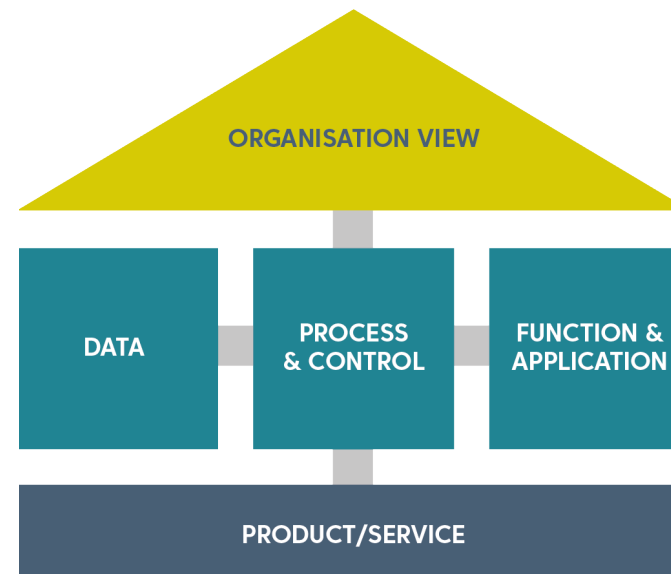 ORGANISATION VIEW
DATA
PROCESS
& CONTROL
FUNCTION &
APPLICATION
PRODUCT/SERVICE